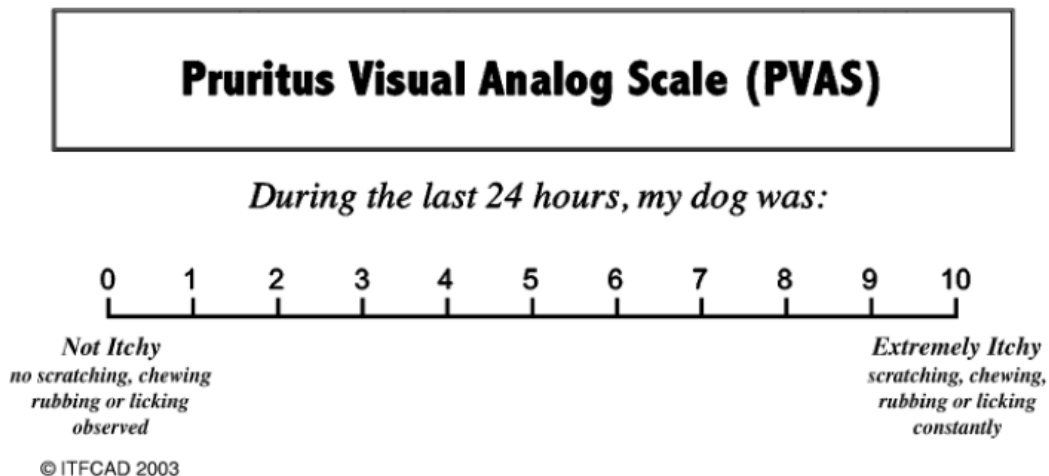 Pruritus Visual Analog Scale (PVAS)
During the last 24 hours, my dog was:
0 1 2 3 4 5 6 7 8 9 10
Not Itchy
no scratching, chewing
rubbing or licking
observed
Extremely Itchy
scratching, chewing,
rubbing or licking
constantly
© ITFCAD 2003